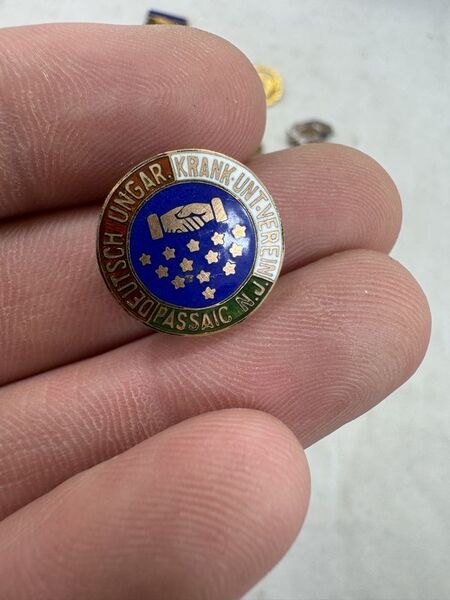 DEUTSCH UNGAR. KRANK·UNT·VEREIN
PASSAIC N.J.